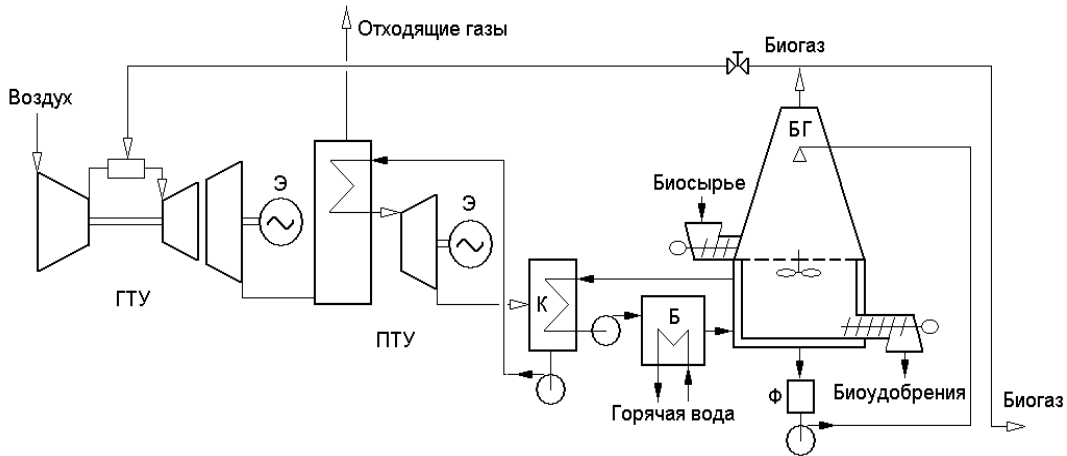 Отходящие газы
Биогаз
Воздух
БГ
Э
Биосырье
Э
ГТУ
К
Б
ПТУ
Ф
Биоудобрения
Горячая вода
Биогаз